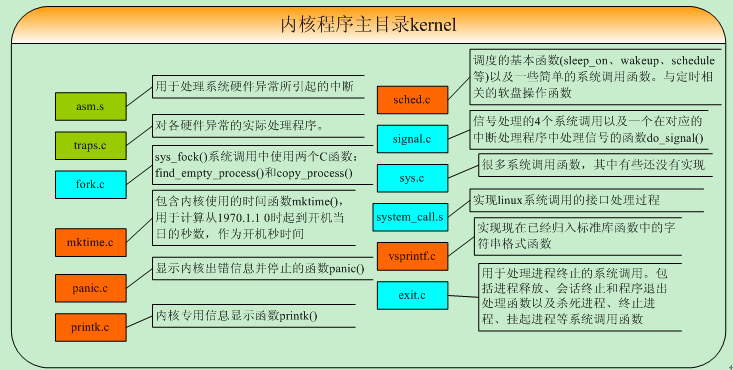 内核程序主目录kernel
asm.s
用于处理系统硬件异常所引起的中断
traps.c
对各硬件异常的实际处理程序。
fork.c
sys_fock()系统调用中使用两个C函数：
find_empty_process()和copy_process()
mktime.c
包含内核使用的时间函数mktime()，
用于计算从1970.1.1 0时起到开机当
日的秒数，作为开机秒时间
panic.c
显示内核出错信息并停止的函数panic()
printk.c
内核专用信息显示函数printk()
sched.c
调度的基本函数(sleep_on、wakeup、schedule
等)以及一些简单的系统调用函数。与定时相
关的软盘操作函数
signal.c
信号处理的4个系统调用以及一个在对应的
中断处理程序中处理信号的函数do_signal()
sys.c
很多系统调用函数，其中有些还没有实现
system_call.s
实现linux系统调用的接口处理过程
vsprintf.c
实现现在已经归入标准库函数中的字
符串格式函数
exit.c
用于处理进程终止的系统调用。包
括进程释放、会话终止和程序退出
处理函数以及杀死进程、终止进
程、挂起进程等系统调用函数